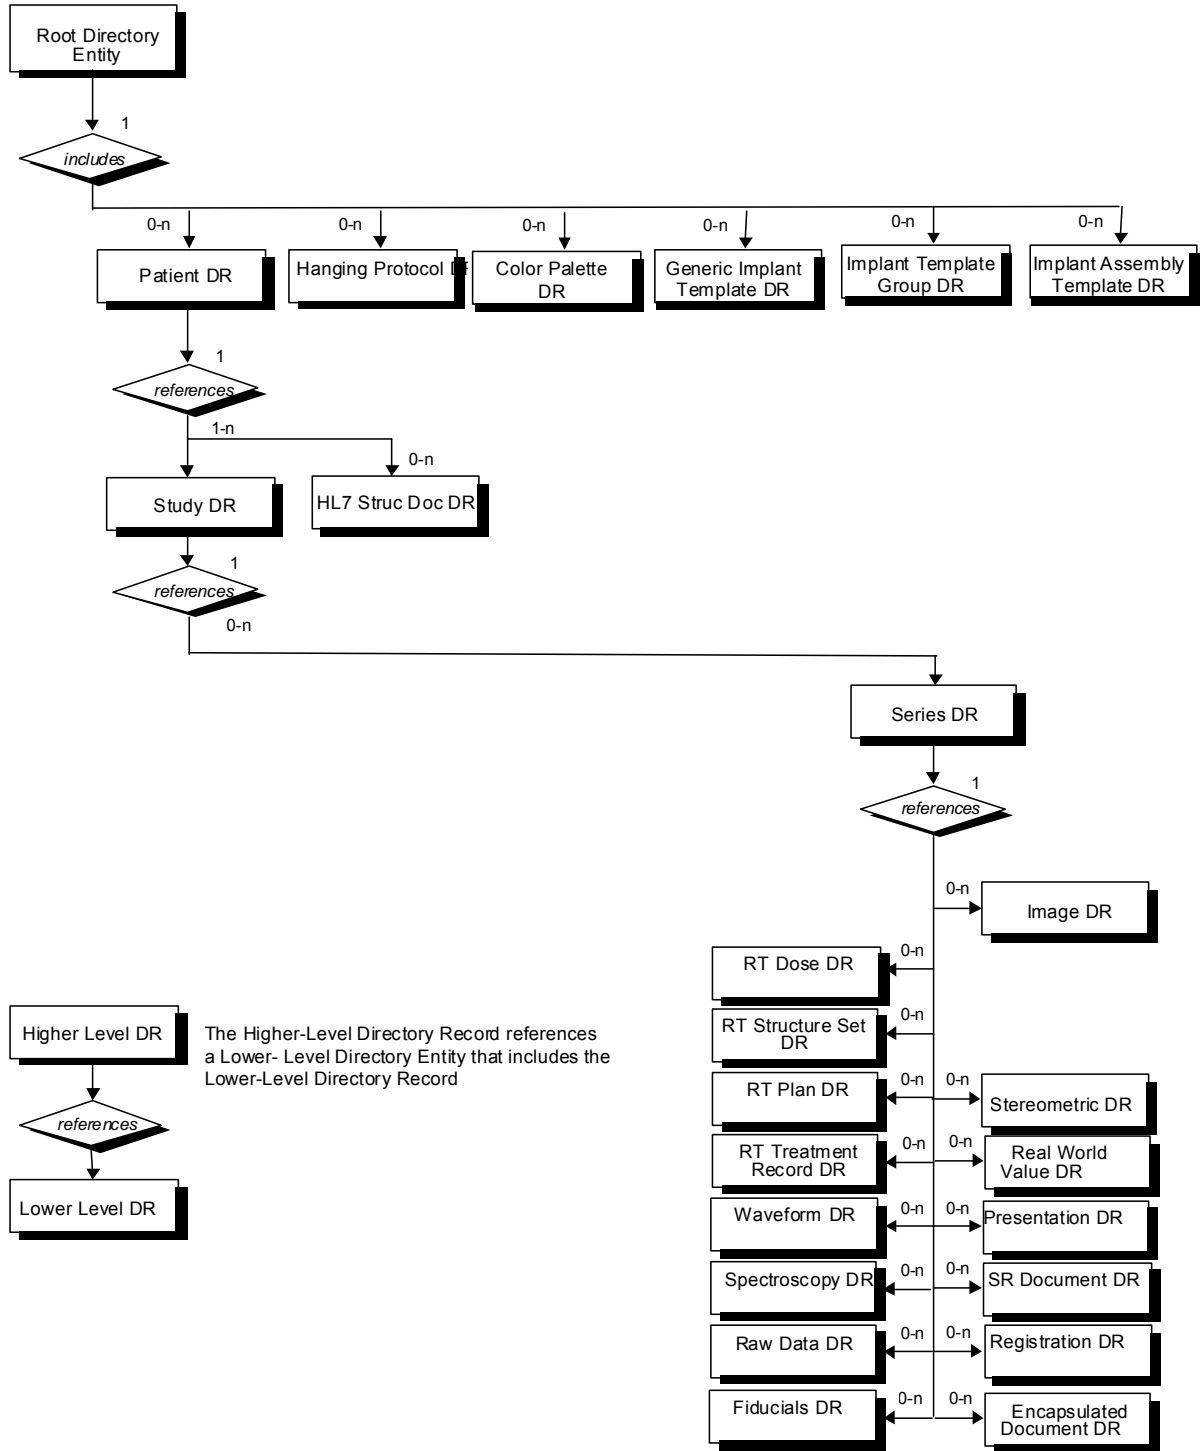 Root Directory
Entity
1
includes
0-n
0-n
0-n
0-n
0-n
0-n
Patient DR
Hanging Protocol
Color Palette
DR
Generic Implant
Template DR
Implant Template
Group DR
Implant Assembly
Template DR
1
references
1-n
0-n
Study DR
HL7 Struc Doc DR
1
references
0-n
Series DR
1
references
0-n
Image DR
RT Dose DR
0-n
RT Structure Set
DR
0-n
RT Plan DR
0-n
0-n
Stereometric DR
RT Treatment
Record DR
0-n
0-n
Real World
Value DR
Waveform DR
0-n
0-n
Presentation DR
Spectroscopy DR
0-n
0-n
SR Document DR
Raw Data DR
0-n
0-n
Registration DR
Fiducials DR
0-n
0-n
Encapsulated
Document DR
Higher Level DR
references
Lower Level DR
The Higher-Level Directory Record references
a Lower- Level Directory Entity that includes the
Lower-Level Directory Record